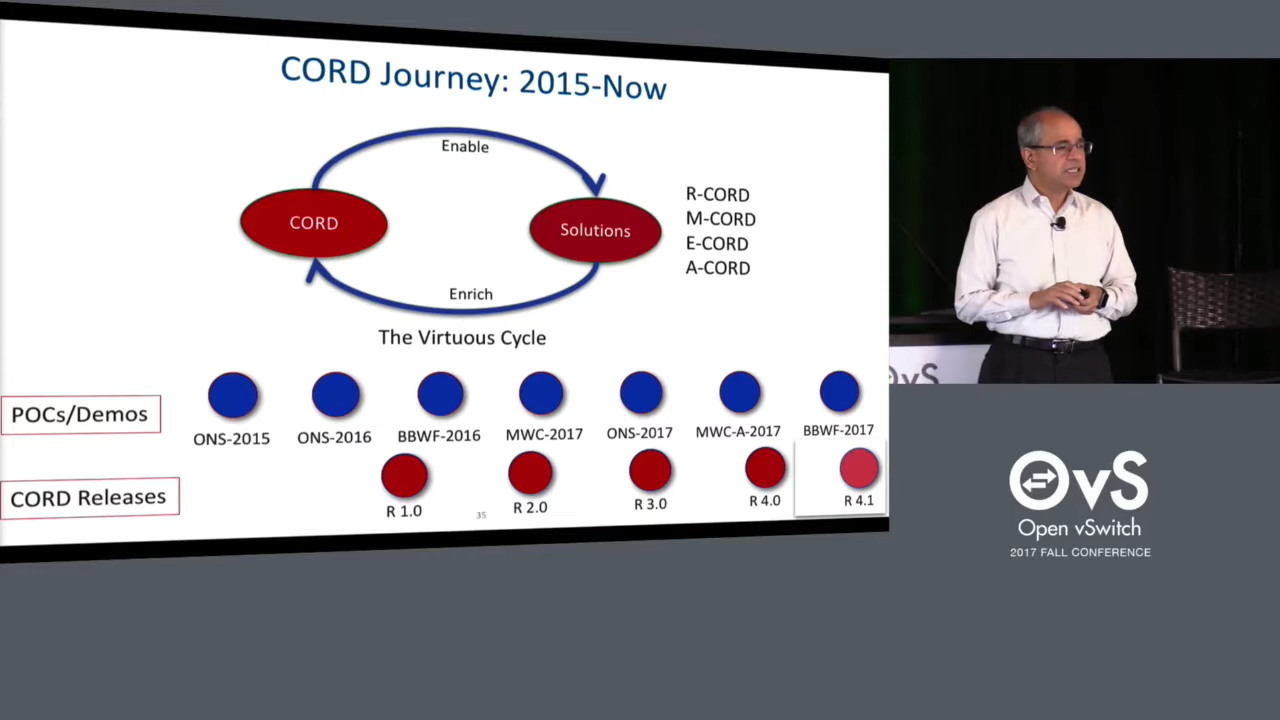 CORD Journey: 2015-Now
Enable
CORD
Solutions
R-CORD
M-CORD
E-CORD
A-CORD
Enrich
The Virtuous Cycle
POCs/Demos
ONS-2015
ONS-2016
BBWF-2016
MWC-2017
ONS-2017
MWC-A-2017
BBWF-2017
CORD Releases
R 1.0
R 2.0
R 3.0
R 4.0
R 4.1
35
OvS
OvS
Open vSwitch
2017 FALL CONFERENCE